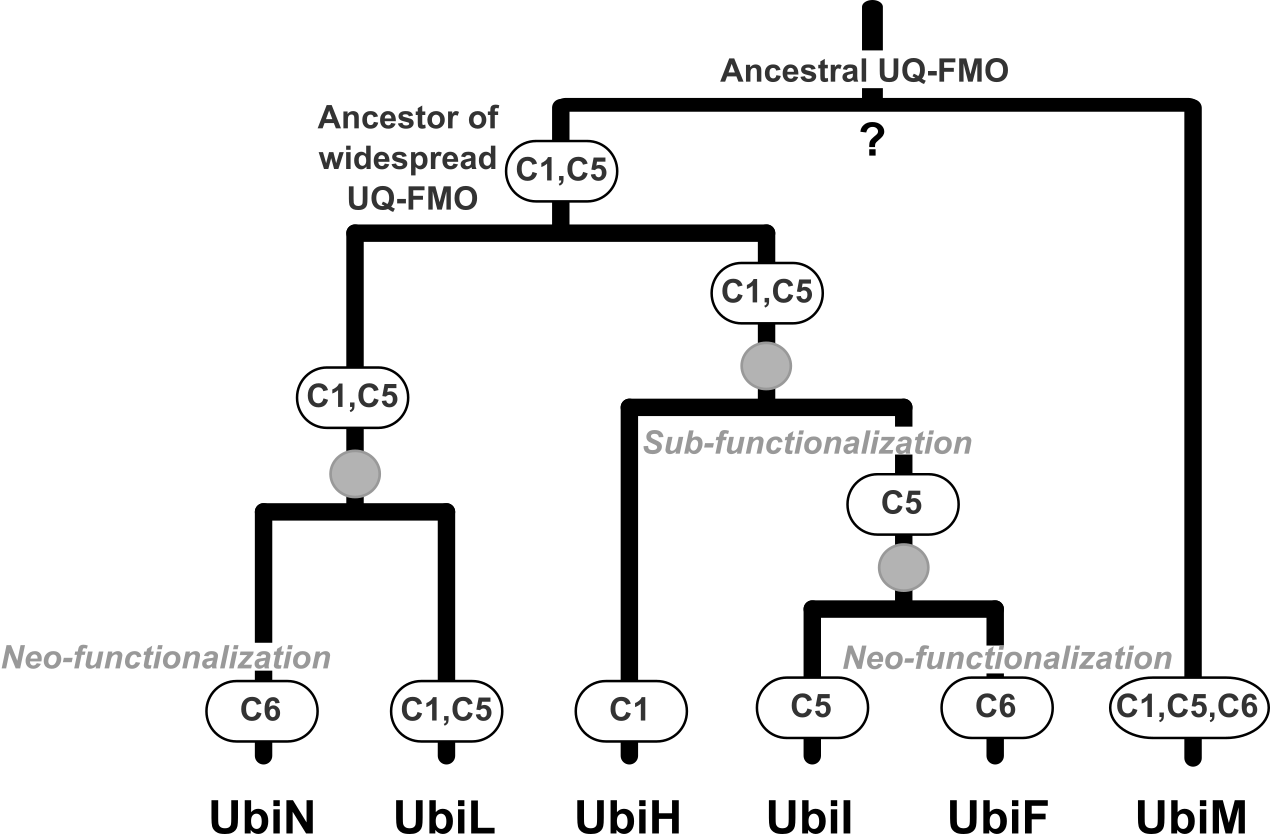 Ancestral UQ-FMO
?
Ancestor of
widespread
UQ-FMO
C1,C5
C1,C5
C1,C5
Sub-functionalization
C5
Neo-functionalization
Neo-functionalization
C6
C1,C5
C1
C5
C6
C1,C5,C6
UbiN
UbiL
UbiH
UbiI
UbiF
UbiM